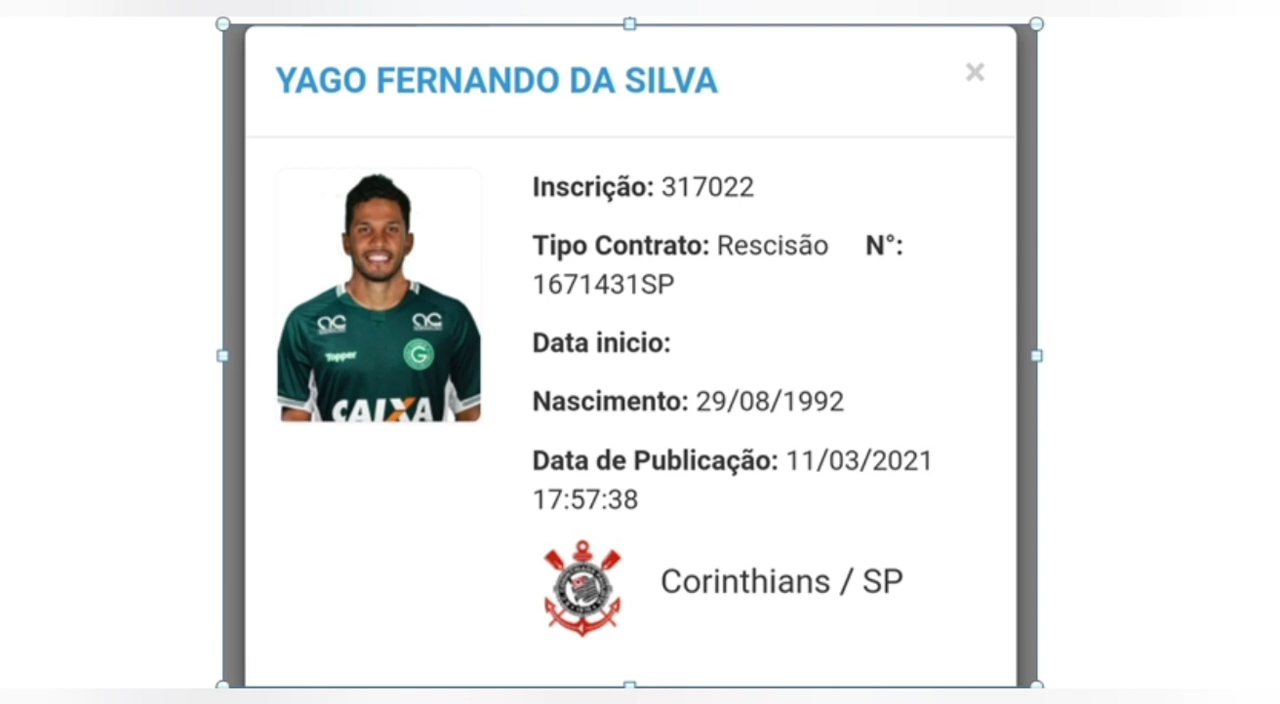 YAGO FERNANDO DA SILVA
×
Inscrição: 317022
Tipo Contrato: Rescisão N°:
1671431SP
Data inicio:
Nascimento: 29/08/1992
Data de Publicação: 11/03/2021
17:57:38
Topper
G
CAIXA
Corinthians / SP